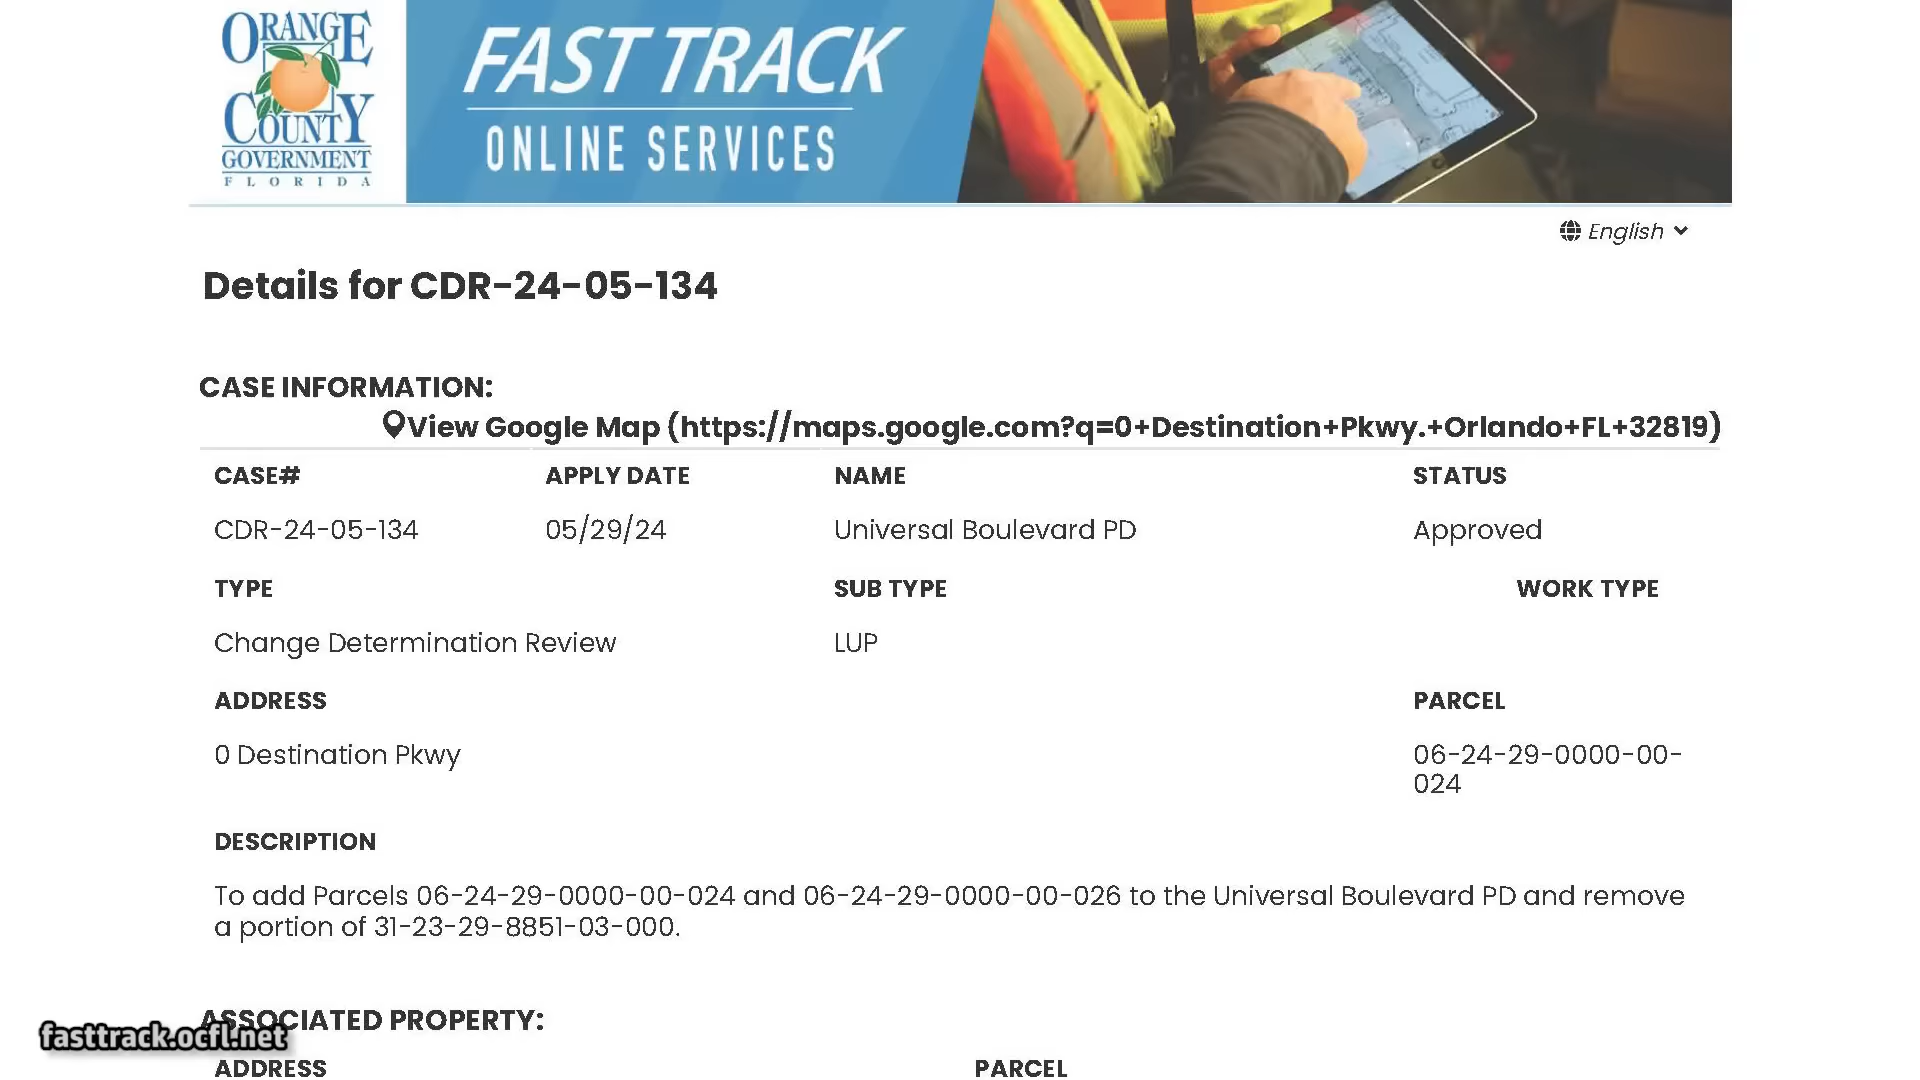 ORANGE
COUNTY
GOVERNMENT
FLORIDA
FAST TRACK
ONLINE SERVICES
English
Details for CDR-24-05-134
CASE INFORMATION:
View Google Map (https://maps.google.com?q=0+Destination+Pkwy.+Orlando+FL+32819)
CASE# APPLY DATE NAME STATUS
CDR-24-05-134 05/29/24 Universal Boulevard PD Approved
TYPE SUB TYPE WORK TYPE
Change Determination Review LUP
ADDRESS PARCEL
0 Destination Pkwy 06-24-29-0000-00-
024
DESCRIPTION
To add Parcels 06-24-29-0000-00-024 and 06-24-29-0000-00-026 to the Universal Boulevard PD and remove
a portion of 31-23-29-8851-03-000.
ASSOCIATED PROPERTY:
fasttrack.ocfl.net
ADDRESS PARCEL